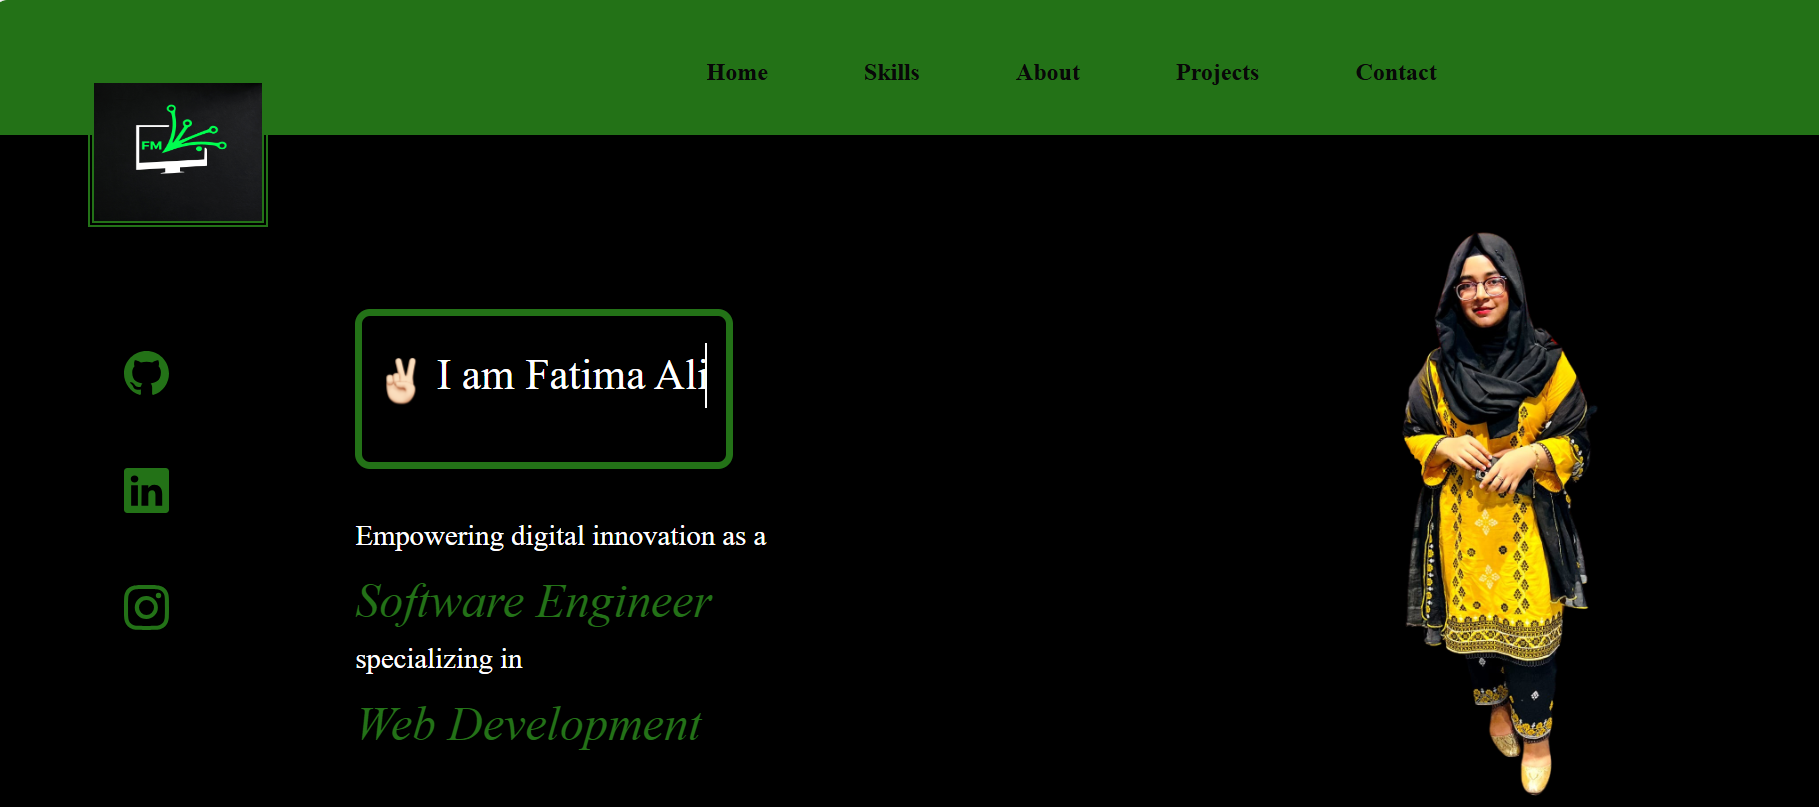 Home Skills About Projects Contact
FM
✌🏻 I am Fatima Ali
Empowering digital innovation as a
Software Engineer
specializing in
Web Development